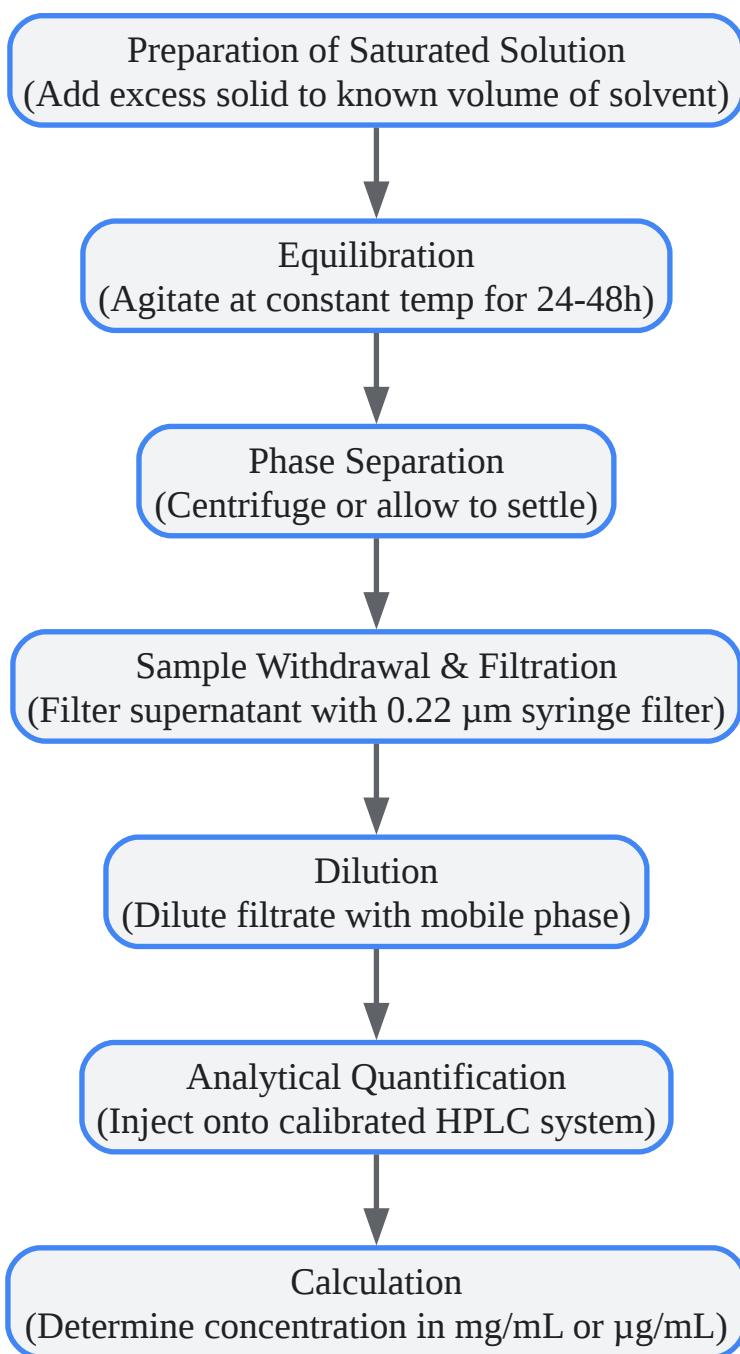 Preparation of Saturated Solution
(Add excess solid to known volume of solvent)
Equilibration
(Agitate at constant temp for 24-48h)
Phase Separation
(Centrifuge or allow to settle)
Sample Withdrawal & Filtration
(Filter supernatant with 0.22 µm syringe filter)
Dilution
(Dilute filtrate with mobile phase)
Analytical Quantification
(Inject onto calibrated HPLC system)
Calculation
(Determine concentration in mg/mL or µg/mL)